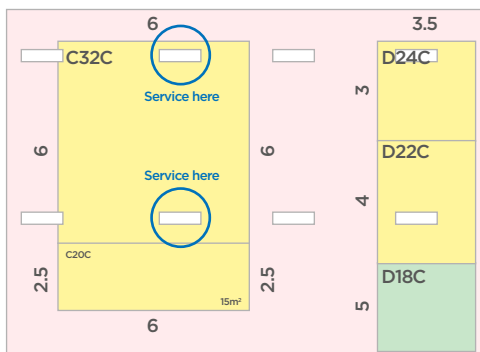 6
3.5
C32C
D24C
Service here
3
6
6
D22C
Service here
4
C20C
D18C
2.5
2.5
15m²
5
6